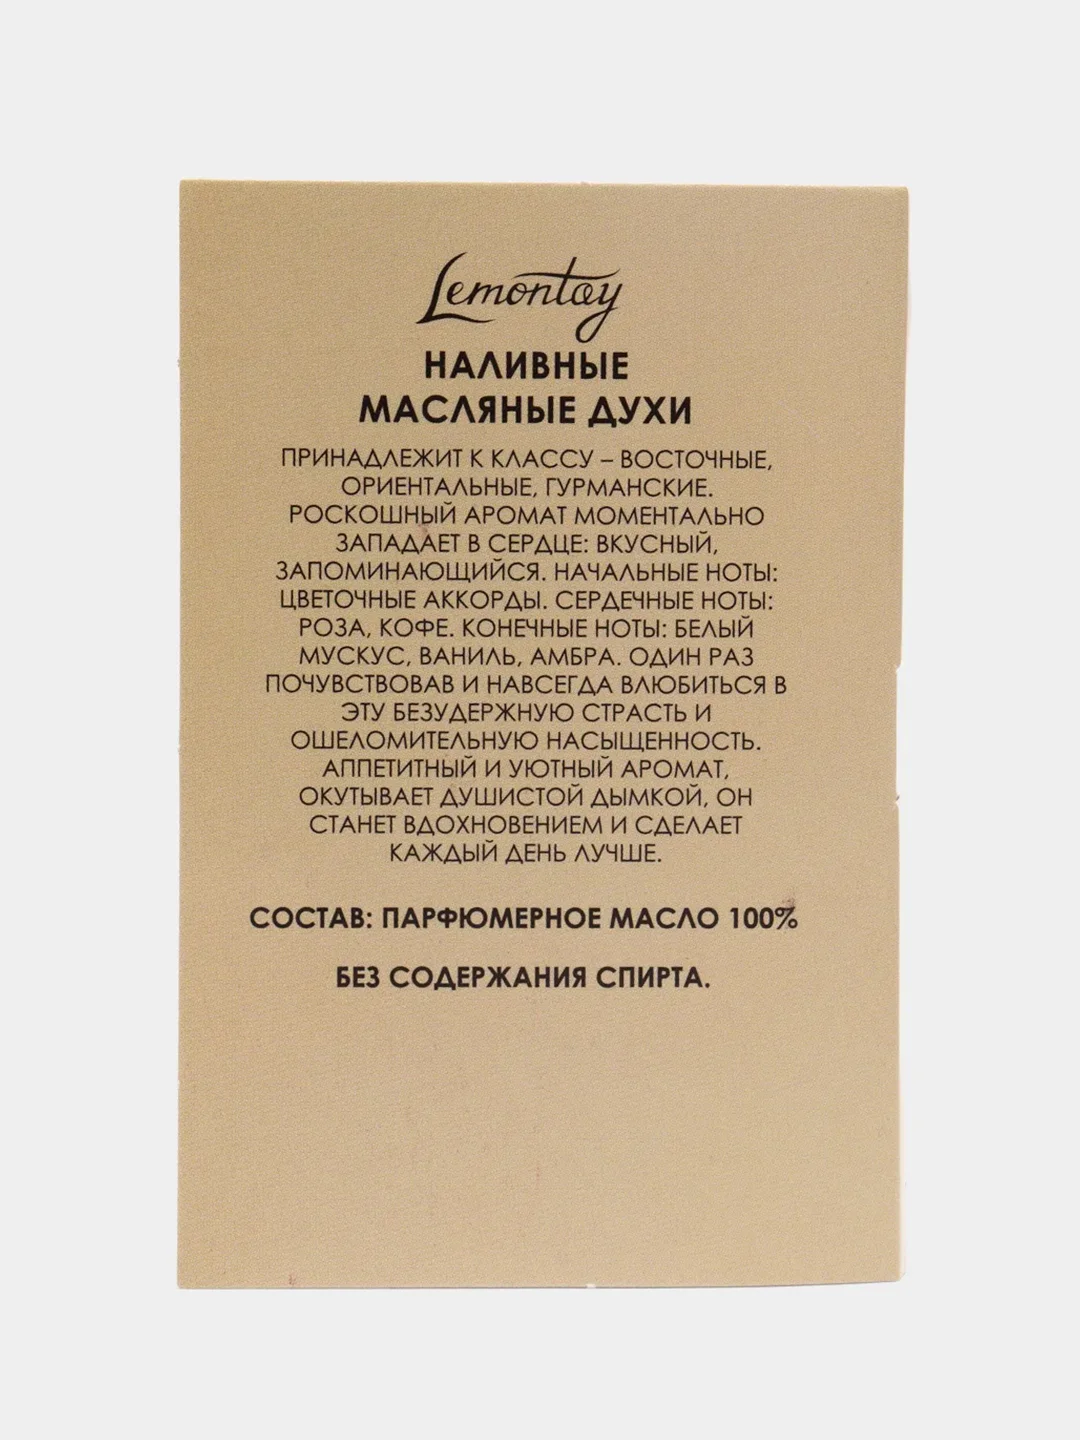 Lemontay
НАЛИВНЫЕ
МАСЛЯНЫЕ ДУХИ
ПРИНАДЛЕЖИТ К КЛАССУ – ВОСТОЧНЫЕ,
ОРИЕНТАЛЬНЫЕ, ГУРМАНСКИЕ.
РОСКОШНЫЙ АРОМАТ МОМЕНТАЛЬНО
ЗАПАДАЕТ В СЕРДЦЕ: ВКУСНЫЙ,
ЗАПОМИНАЮЩИЙСЯ. НАЧАЛЬНЫЕ НОТЫ:
ЦВЕТОЧНЫЕ АККОРДЫ. СЕРДЕЧНЫЕ НОТЫ:
РОЗА, КОФЕ. КОНЕЧНЫЕ НОТЫ: БЕЛЫЙ
МУСКУС, ВАНИЛЬ, АМБРА. ОДИН РАЗ
ПОЧУВСТВОВАВ И НАВСЕГДА ВЛЮБИТЬСЯ В
ЭТУ БЕЗУДЕРЖНУЮ СТРАСТЬ И
ОШЕЛОМИТЕЛЬНУЮ НАСЫЩЕННОСТЬ.
АППЕТИТНЫЙ И УЮТНЫЙ АРОМАТ,
ОКУТЫВАЕТ ДУШИСТОЙ ДЫМКОЙ, ОН
СТАНЕТ ВДОХНОВЕНИЕМ И СДЕЛАЕТ
КАЖДЫЙ ДЕНЬ ЛУЧШЕ.
СОСТАВ: ПАРФЮМЕРНОЕ МАСЛО 100%
БЕЗ СОДЕРЖАНИЯ СПИРТА.